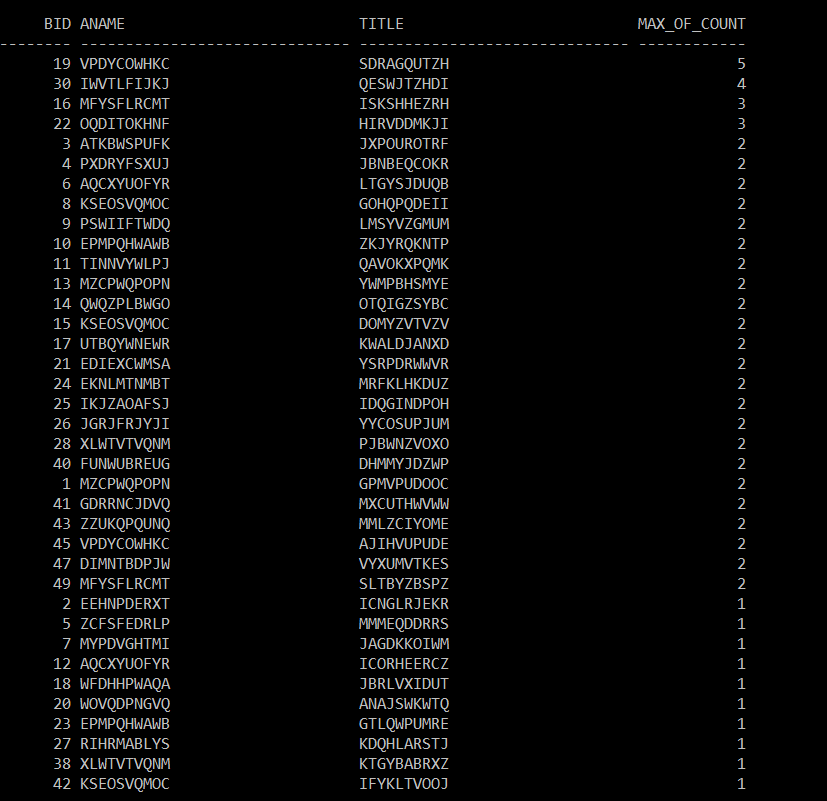 BID ANAME TITLE MAX_OF_COUNT
-------- ------------------------------ ------------------------------ ------------
19 VPDYCOWHKC SDRAGQUTZH 5
30 IWVTLFIJKJ QESWJTZHDI 4
16 MFYSFLRCMT ISKSHHEZRH 3
22 OQDITOKHNF HIRVDDMKJI 3
3 ATKBWSPUFK JXPOUROTRF 2
4 PXDRYFSXUJ JBNBEQCOKR 2
6 AQCXYUOFYR LTGYSJDUQB 2
8 KSEOSVQMOC GOHQPQDEII 2
9 PSWIIFTWDQ LMSYVZGMUM 2
10 EPMPQHWAWB ZKJYRQKNTP 2
11 TINNVYWLPJ QAVOKXPQMK 2
13 MZCPWQPOPN YWMPBHSMYE 2
14 QWQZPLBWGO OTQIGZSYBC 2
15 KSEOSVQMOC DOMYZVTVZV 2
17 UTBQYWNEWR KWALDJANXD 2
21 EDIEXCWMSA YSRPDRWWVR 2
24 EKNLMTNMBT MRFKLHKDUZ 2
25 IKJZAOAFSJ IDQGINDPOH 2
26 JGRJFRJYJI YYCOSUPJUM 2
28 XLWTVTVQNM PJBWNZVOXO 2
40 FUNWUBREUG DHMMYJDZWP 2
1 MZCPWQPOPN GPMVPUDOOC 2
41 GDRRNCJDVQ MXCUTHWVWW 2
43 ZZUKQPQUNQ MMLZCIYOME 2
45 VPDYCOWHKC AJIHVUPUDE 2
47 DIMNTBDPJW VYXUMVTKES 2
49 MFYSFLRCMT SLTBYZBSPZ 2
2 EEHNPDERXT ICNGLRJEKR 1
5 ZCFSFEDRLP MMMEQDDRRS 1
7 MYPDVGHTMI JAGDKKOIWM 1
12 AQCXYUOFYR ICORHEERCZ 1
18 WFDHHPWAQA JBRLVXIDUT 1
20 WOVQDPNGVQ ANAJSWKWTQ 1
23 EPMPQHWAWB GTLQWPUMRE 1
27 RIHRMABLYS KDQHLARSTJ 1
38 XLWTVTVQNM KTGYBABRXZ 1
42 KSEOSVQMOC IFYKLTVOOJ 1